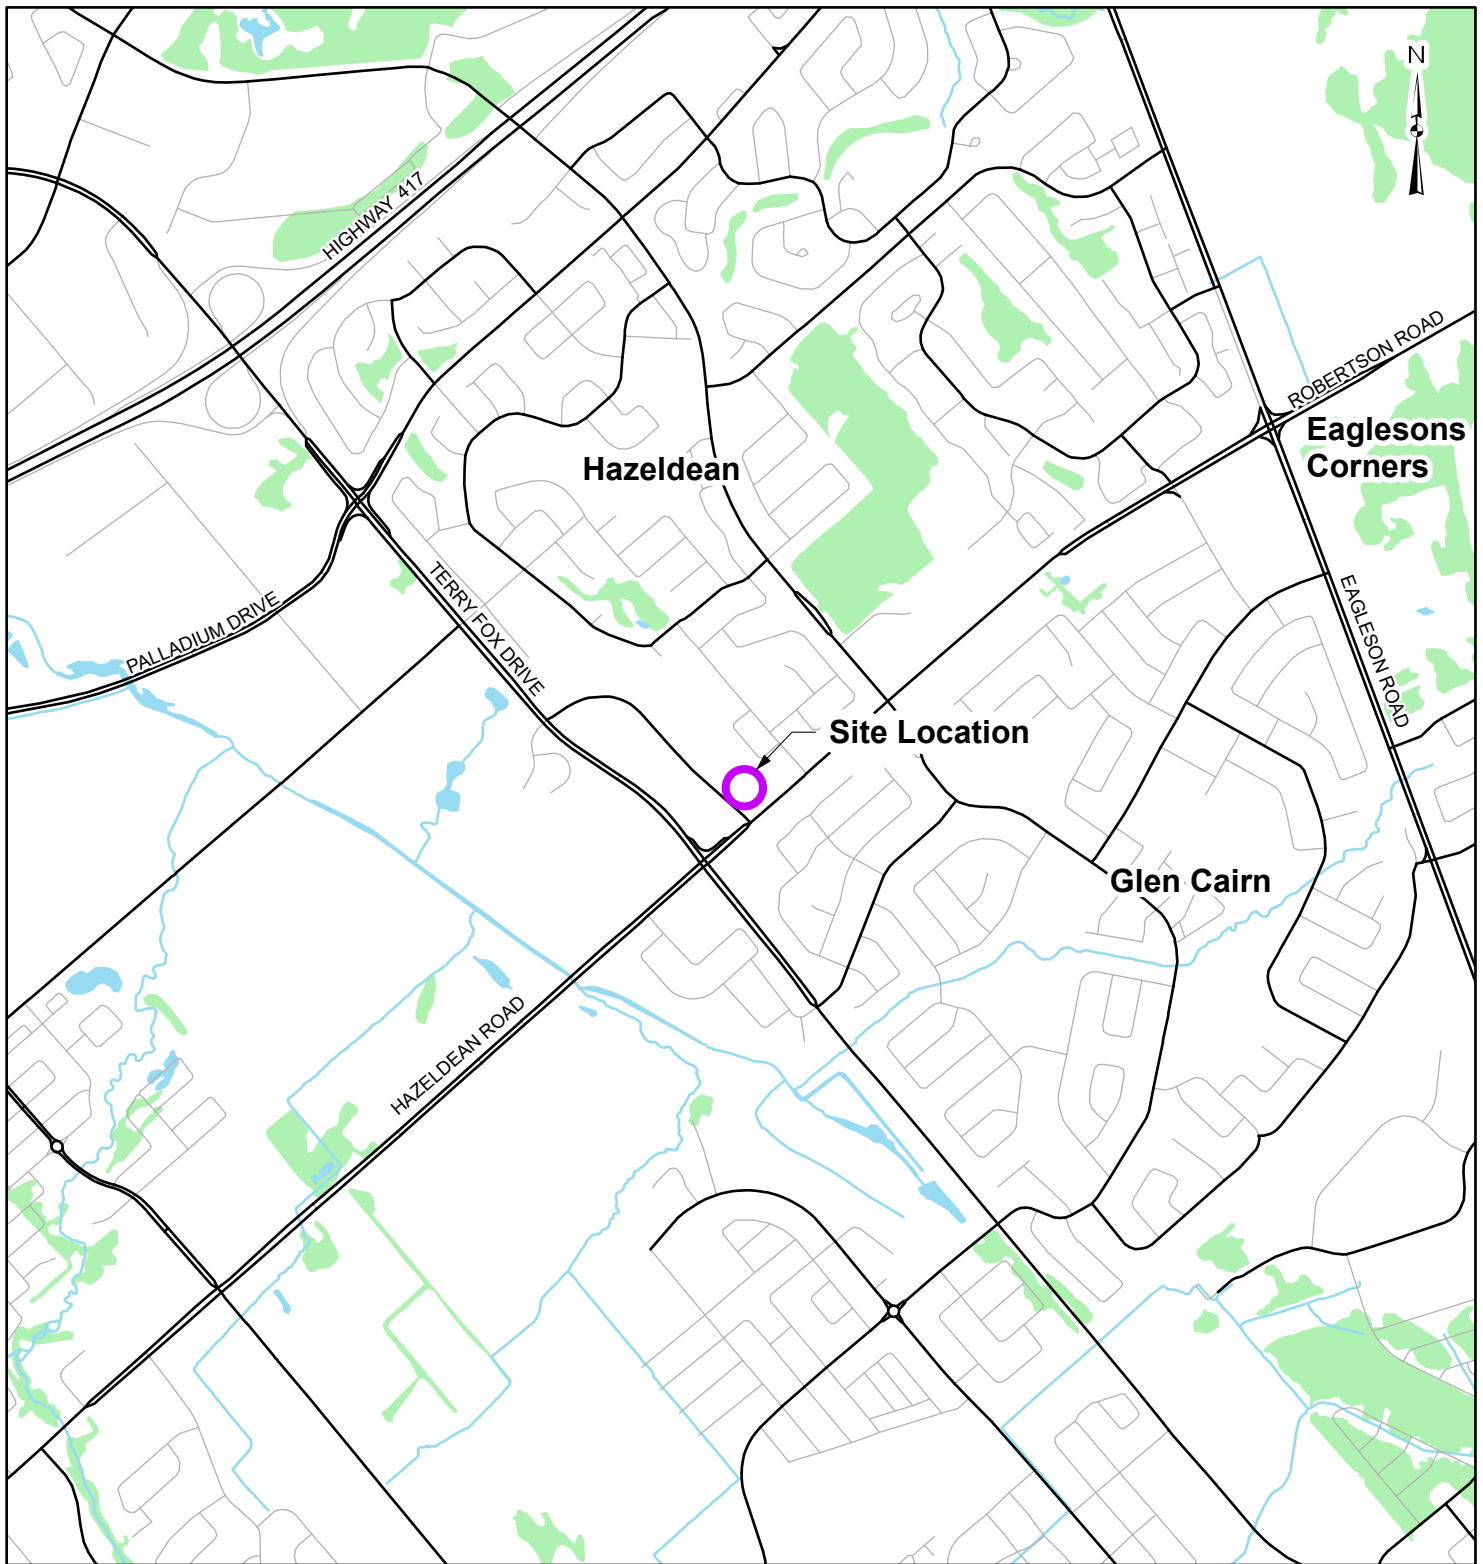 N
HIGHWAY 417
ROBERTSON ROAD
Eaglesons
Corners
Hazeldean
TERRY FOX DRIVE
EAGLESON ROAD
PALLADIUM DRIVE
Site Location
Glen Cairn
HAZELDEAN ROAD